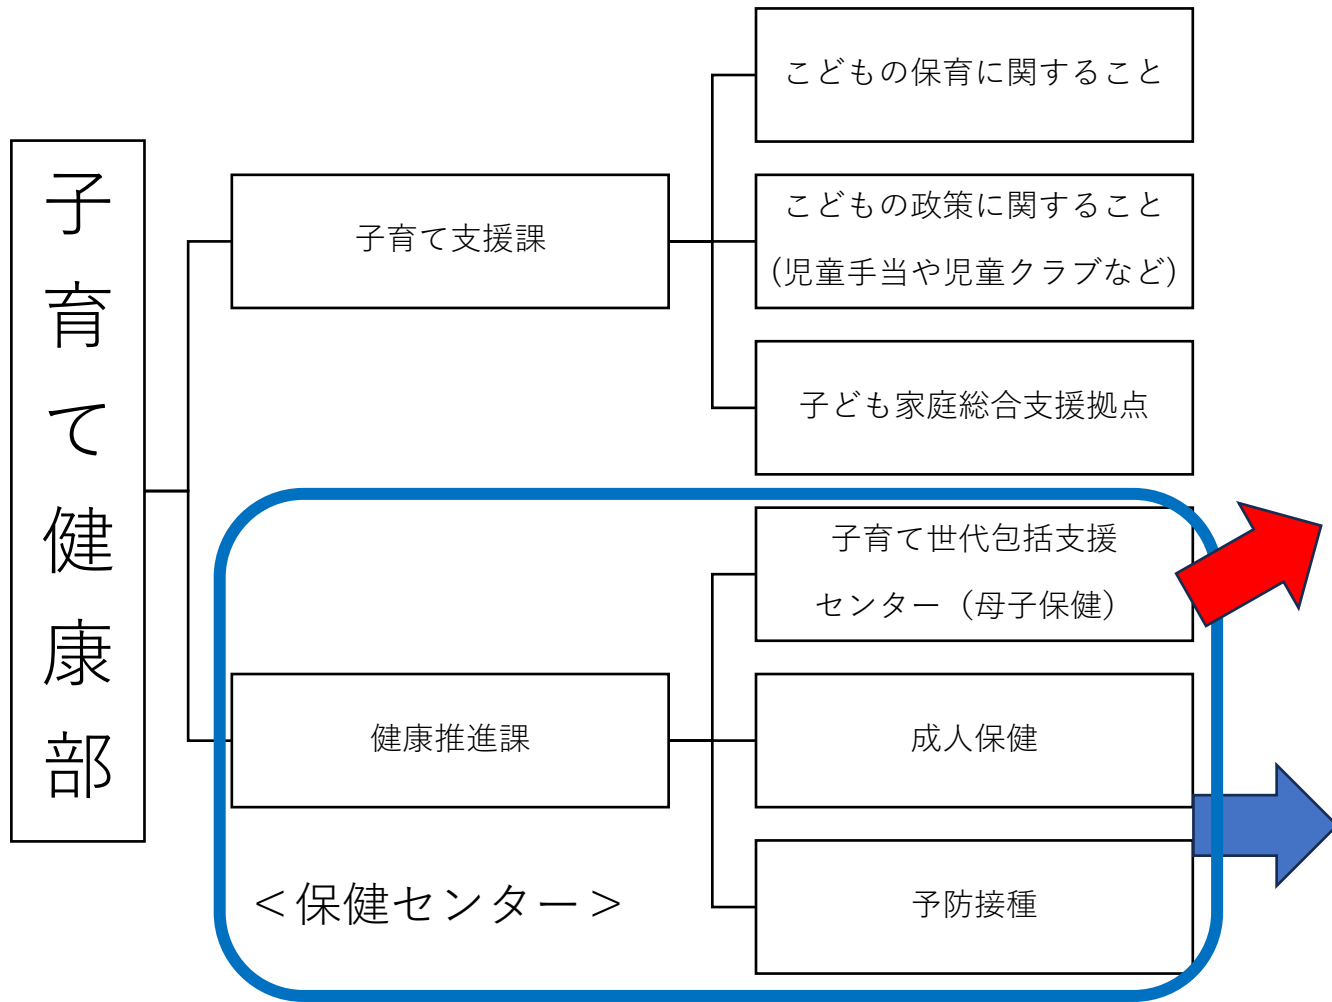 子育て健康部
子育て支援課
こどもの保育に関すること
こどもの政策に関すること
(児童手当や児童クラブなど)
子ども家庭総合支援拠点
健康推進課
子育て世代包括支援
センター（母子保健）
成人保健
予防接種
＜保健センター＞